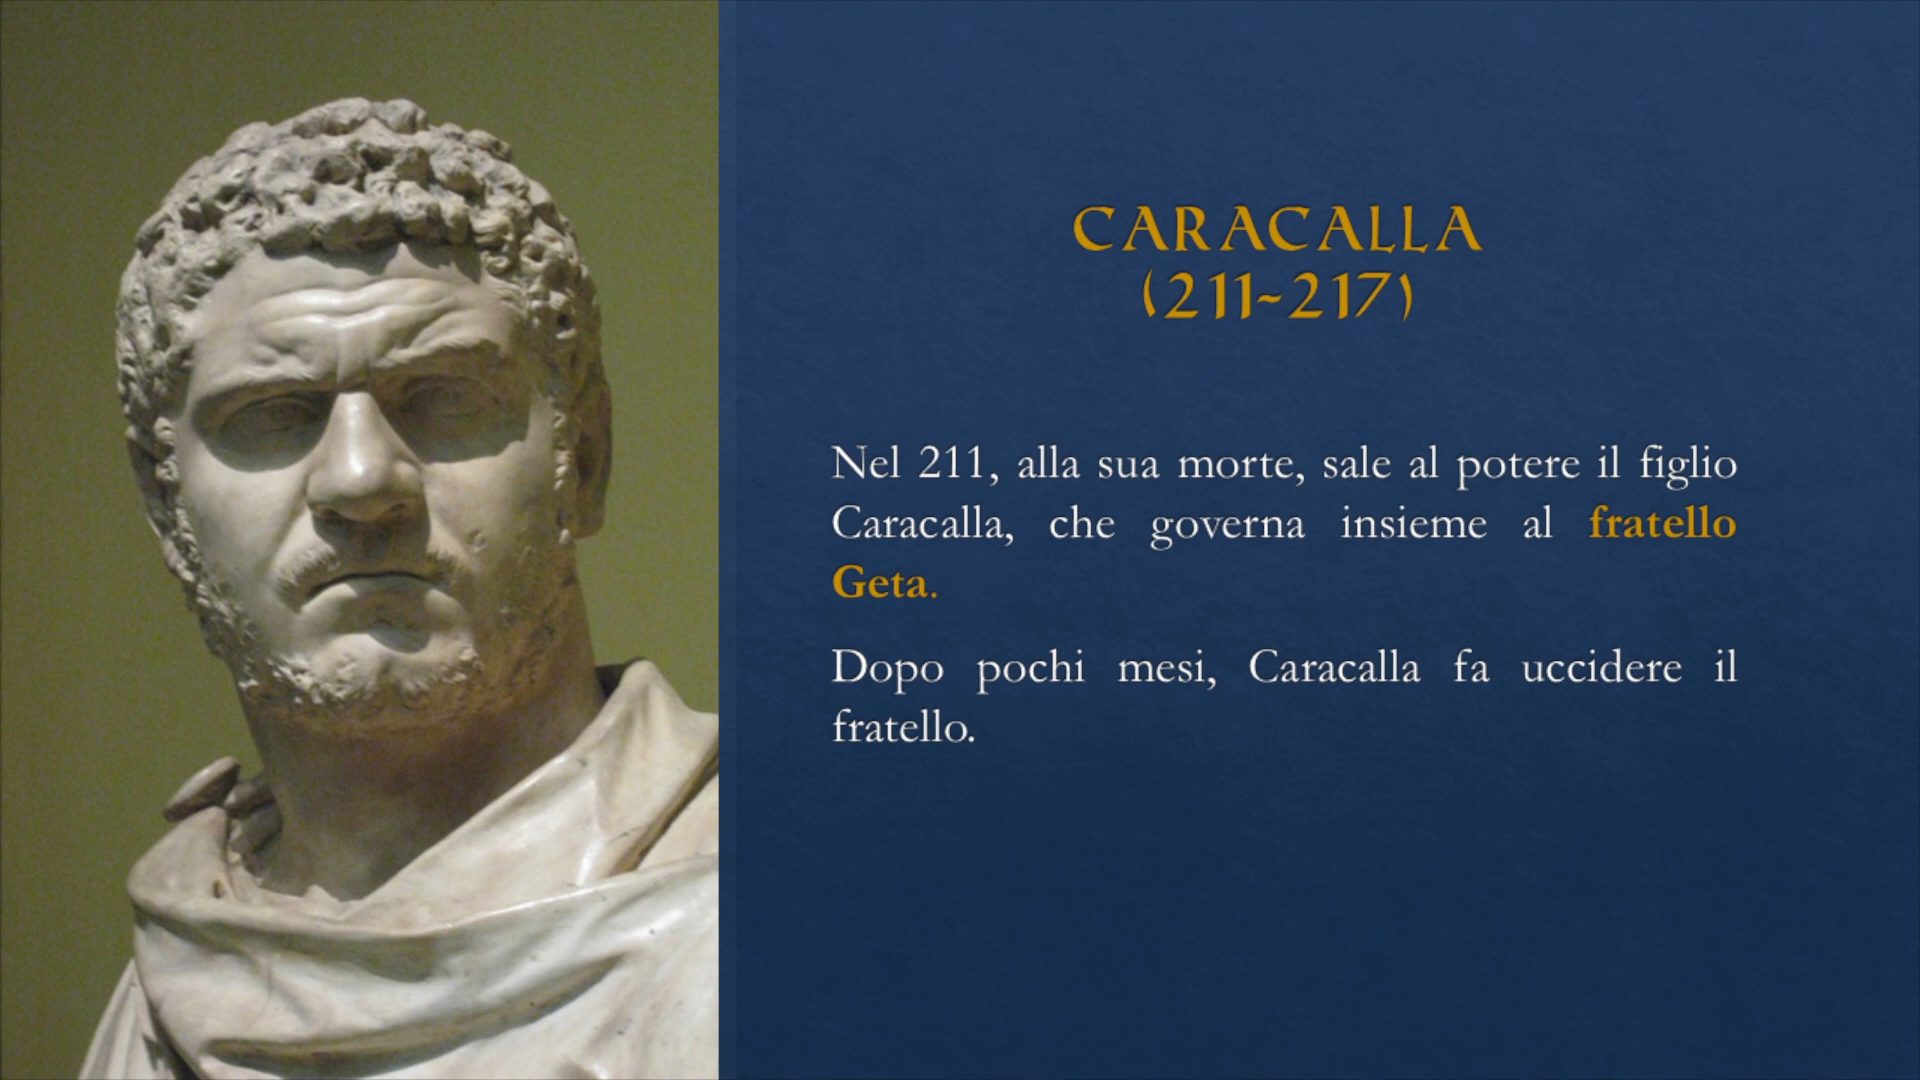 CARACALLA
(211-217)
Nel 211, alla sua morte, sale al potere il figlio
Caracalla, che governa insieme al fratello
Geta.
Dopo pochi mesi, Caracalla fa uccidere il
fratello.